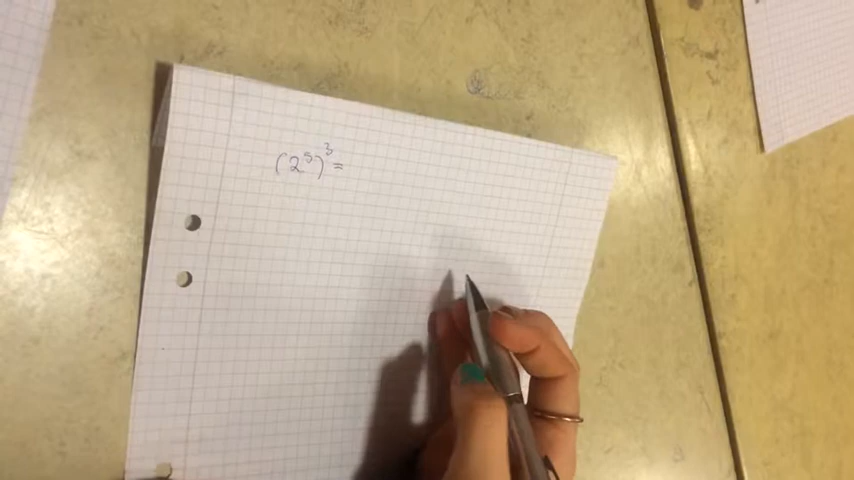 (2⁵)³ =